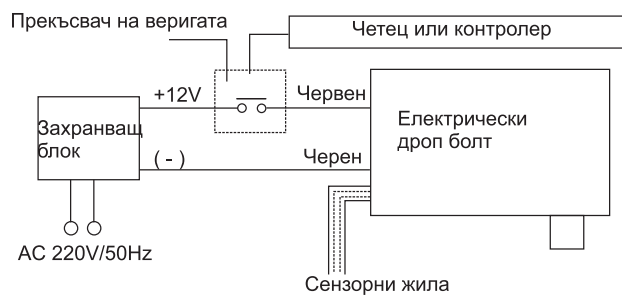 Прекъсвач на веригата
Четец или контролер
+12V
Червен
Захранващ
блок
Електрически
дроп болт
( - )
Черен
AC 220V/50Hz
Сензорни жила